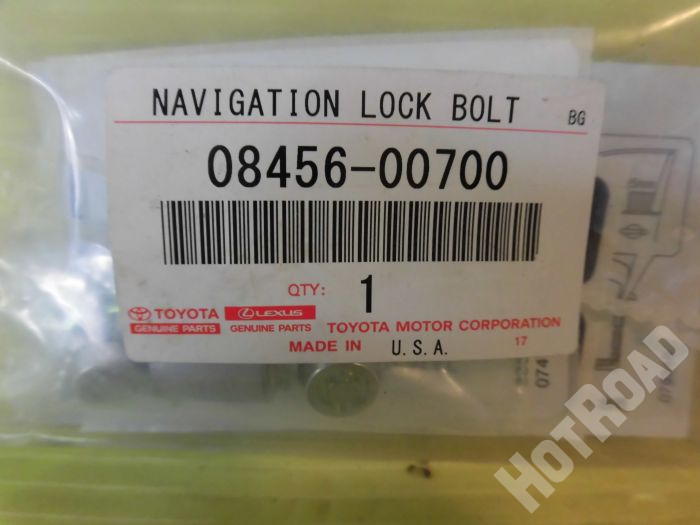 NAVIGATION LOCK BOLT BG
08456-00700
QTY: 1
TOYOTA LEXUS
GENUINE PARTS GENUINE PARTS TOYOTA MOTOR CORPORATION
MADE IN U.S.A. 17
HOTROAD